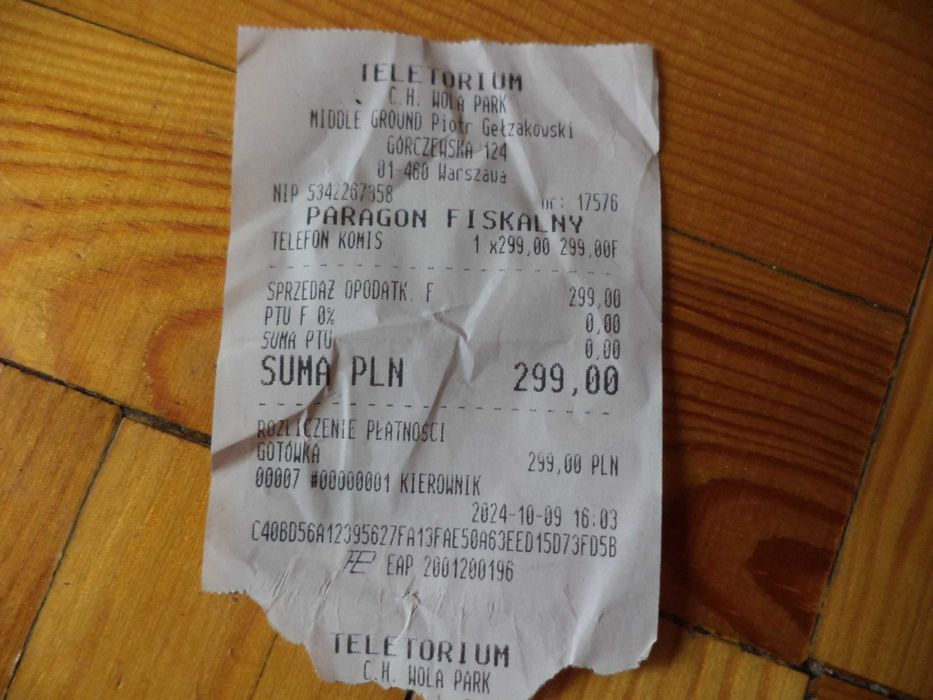 TELETORIUM
C.H. WOLA PARK
MIDDLE GROUND Piotr Gełzakowski
GÓRCZEWSKA 124
01-460 Warszawa
NIP 5342267358 nr: 17576
PARAGON FISKALNY
TELEFON KOMIS 1 x299,00 299,00F
SPRZEDAŻ OPODATK. F 299,00
PTU F 0% 0,00
SUMA PTU 0,00
SUMA PLN 299,00
ROZLICZENIE PŁATNOŚCI
GOTÓWKA 299,00 PLN
00007 #00000001 KIEROWNIK
2024-10-09 16:03
C40BD56A12395627FA13FAE50A63EED15D73FD5B
EAP 2001200196
TELETORIUM
C.H. WOLA PARK